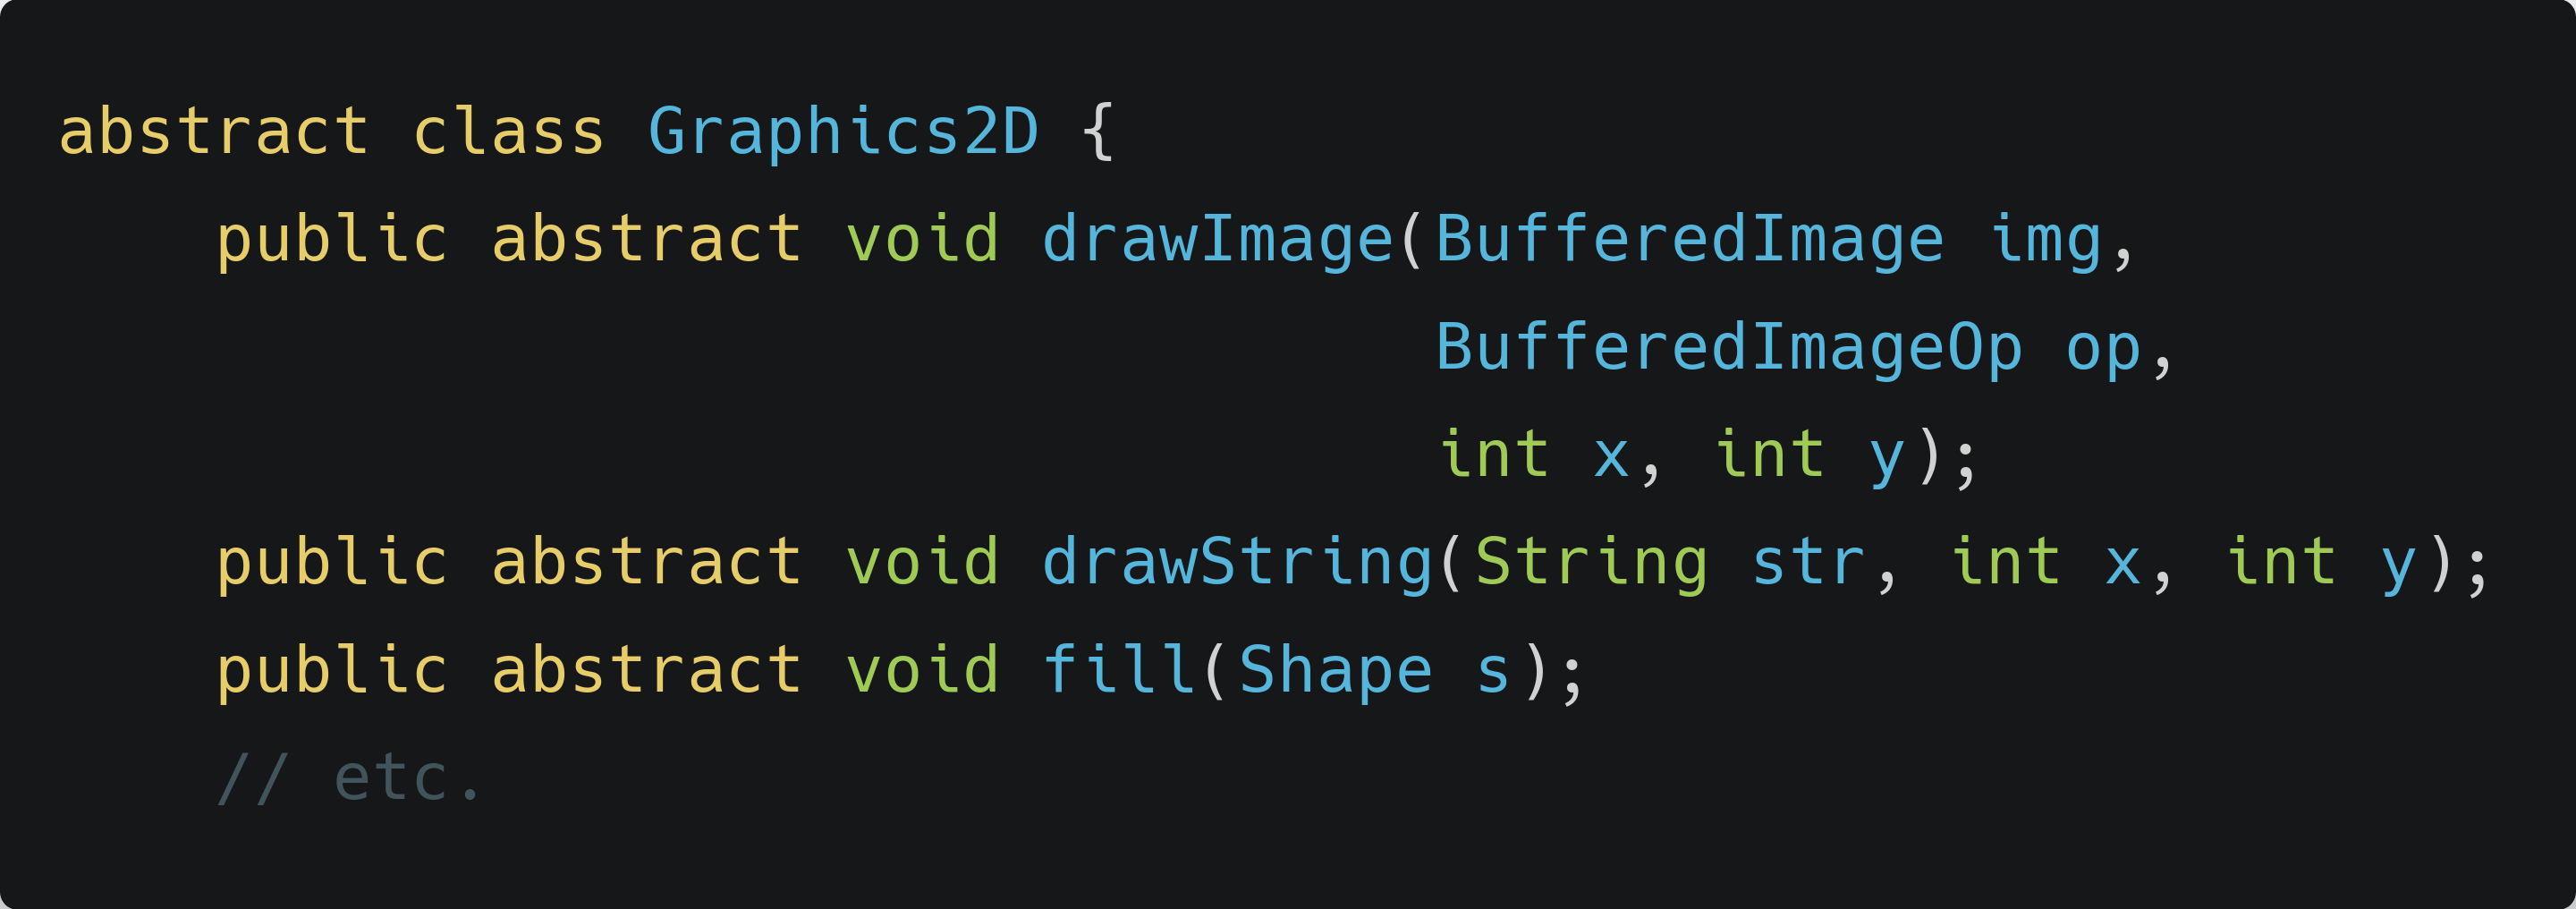 abstract class Graphics2D {
    public abstract void drawImage(BufferedImage img,
                                   BufferedImageOp op,
                                   int x, int y);
    public abstract void drawString(String str, int x, int y);
    public abstract void fill(Shape s);
    // etc.